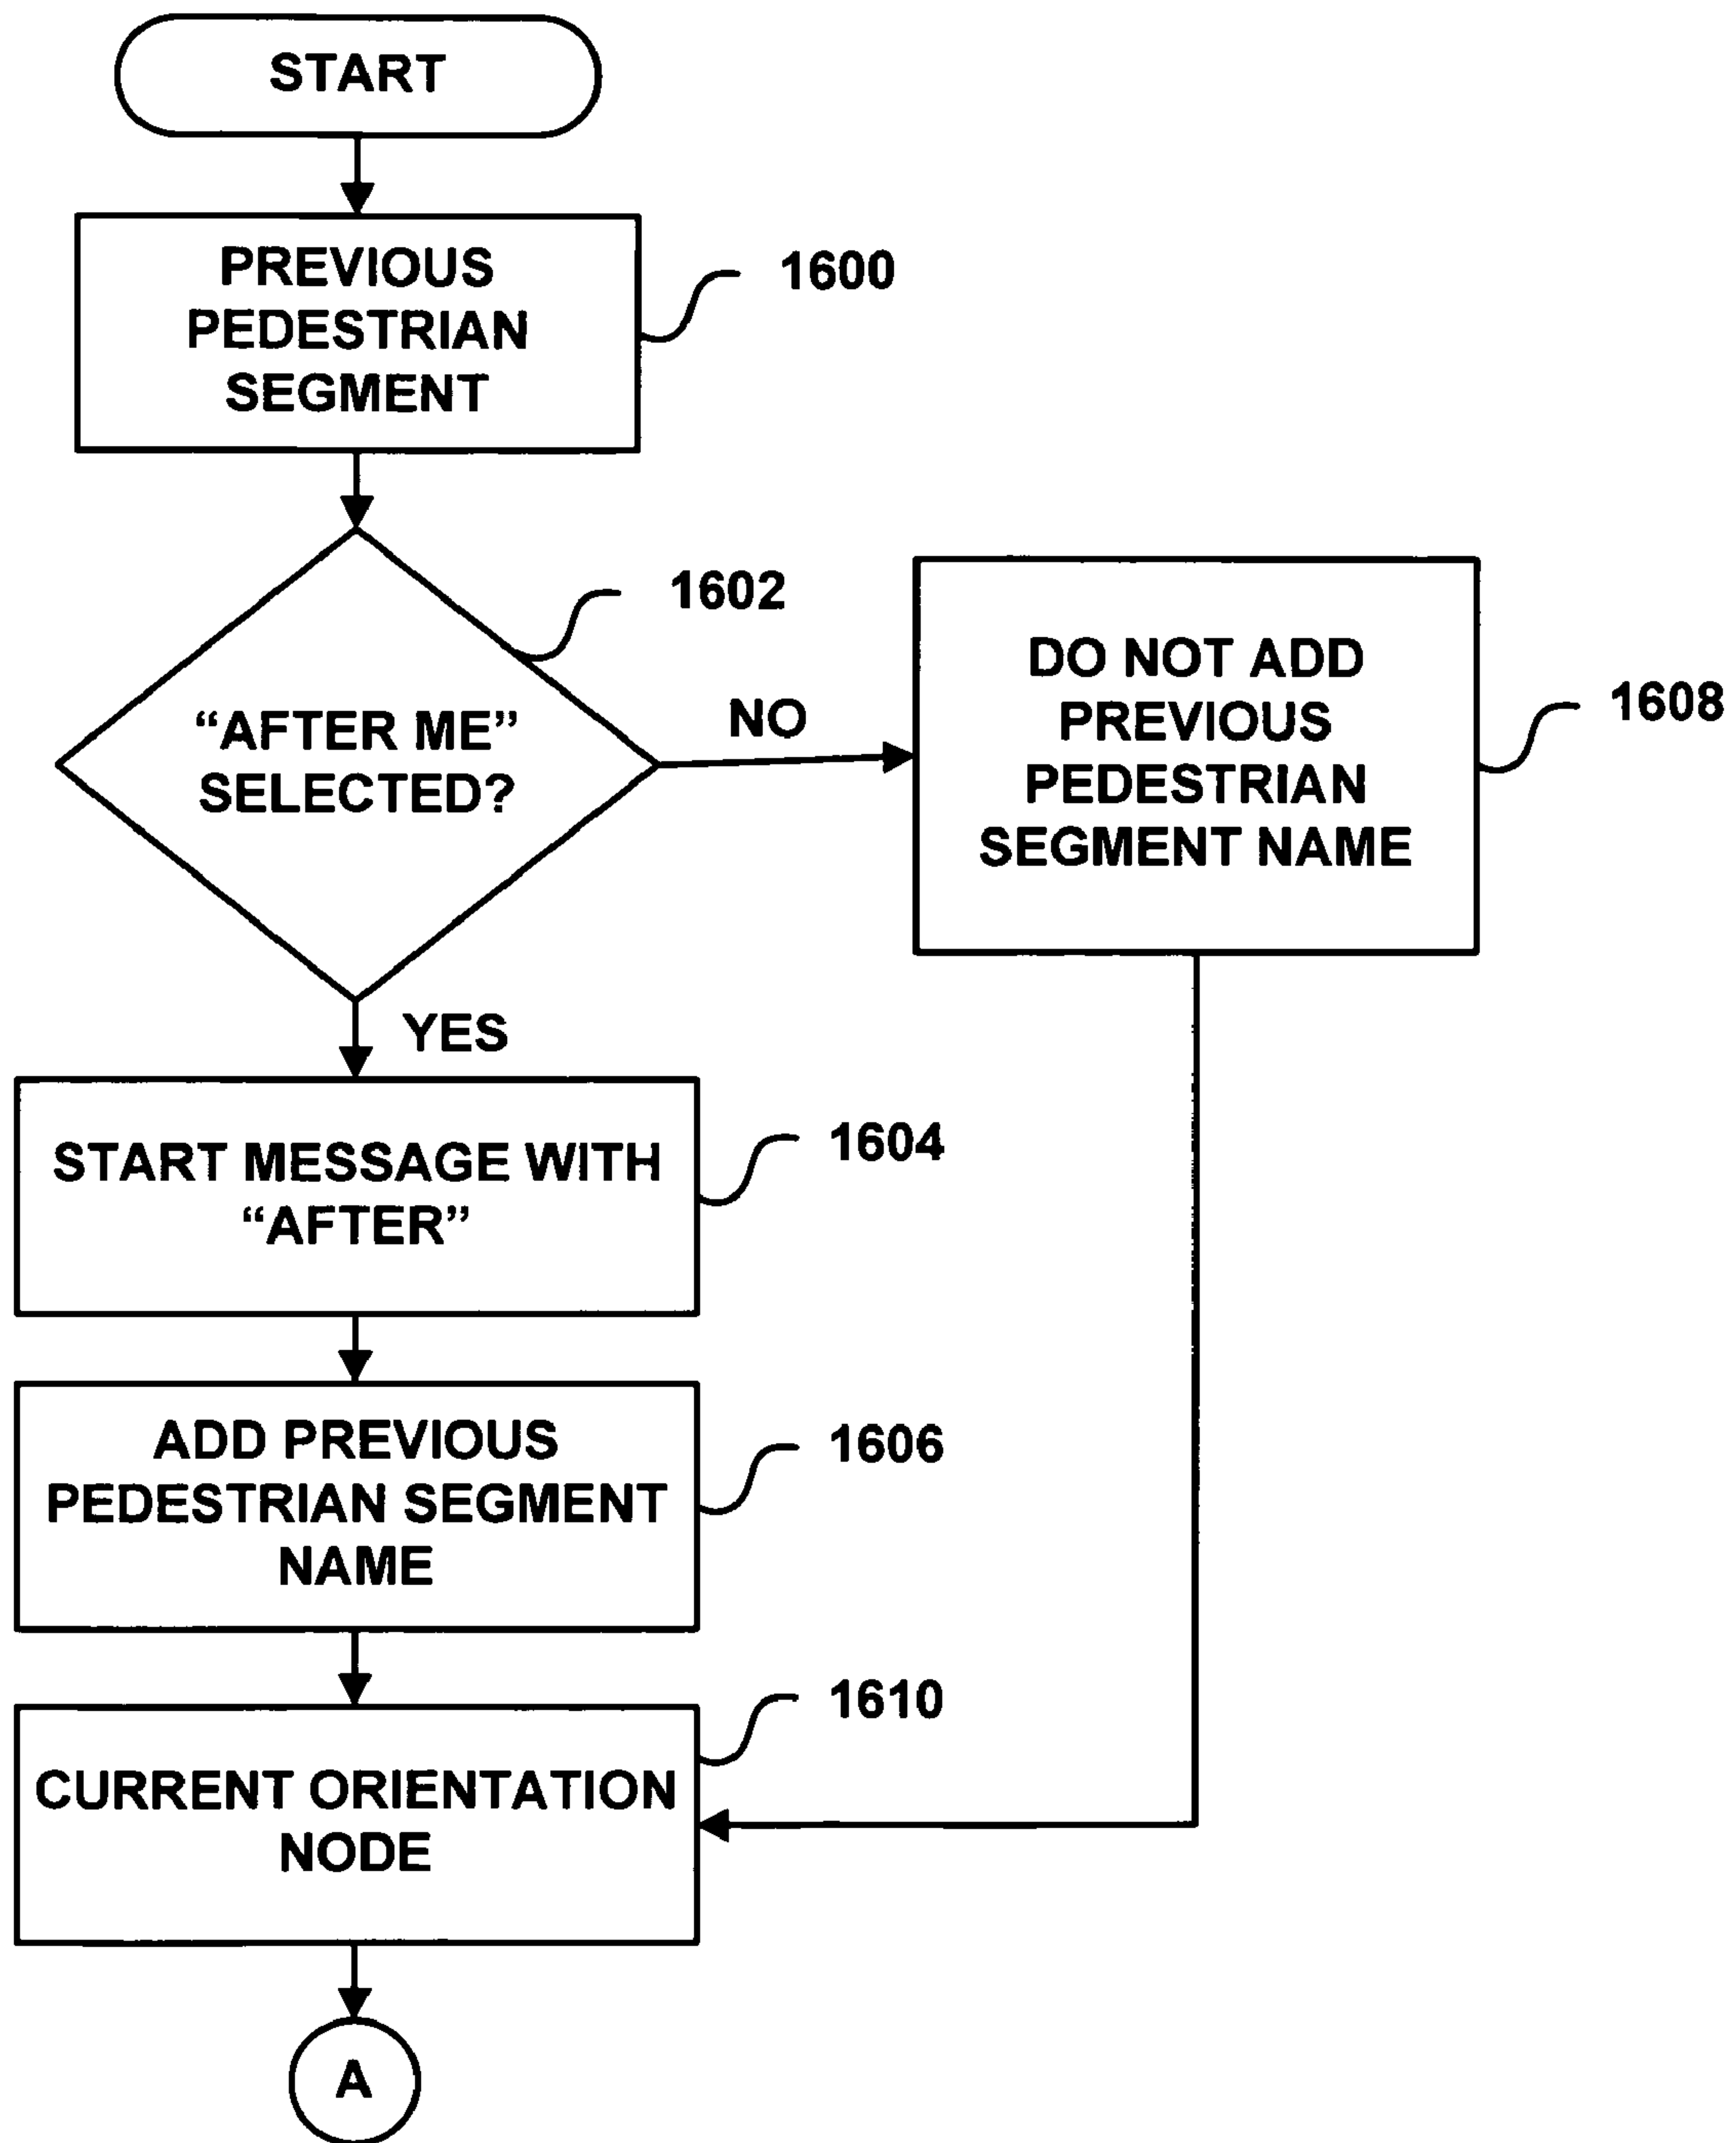 START
PREVIOUS
PEDESTRIAN
SEGMENT
1600
1602
“AFTER ME”
SELECTED?
NO
DO NOT ADD
PREVIOUS
PEDESTRIAN
SEGMENT NAME
1608
YES
START MESSAGE WITH
“AFTER”
1604
ADD PREVIOUS
PEDESTRIAN SEGMENT
NAME
1606
1610
CURRENT ORIENTATION
NODE
A